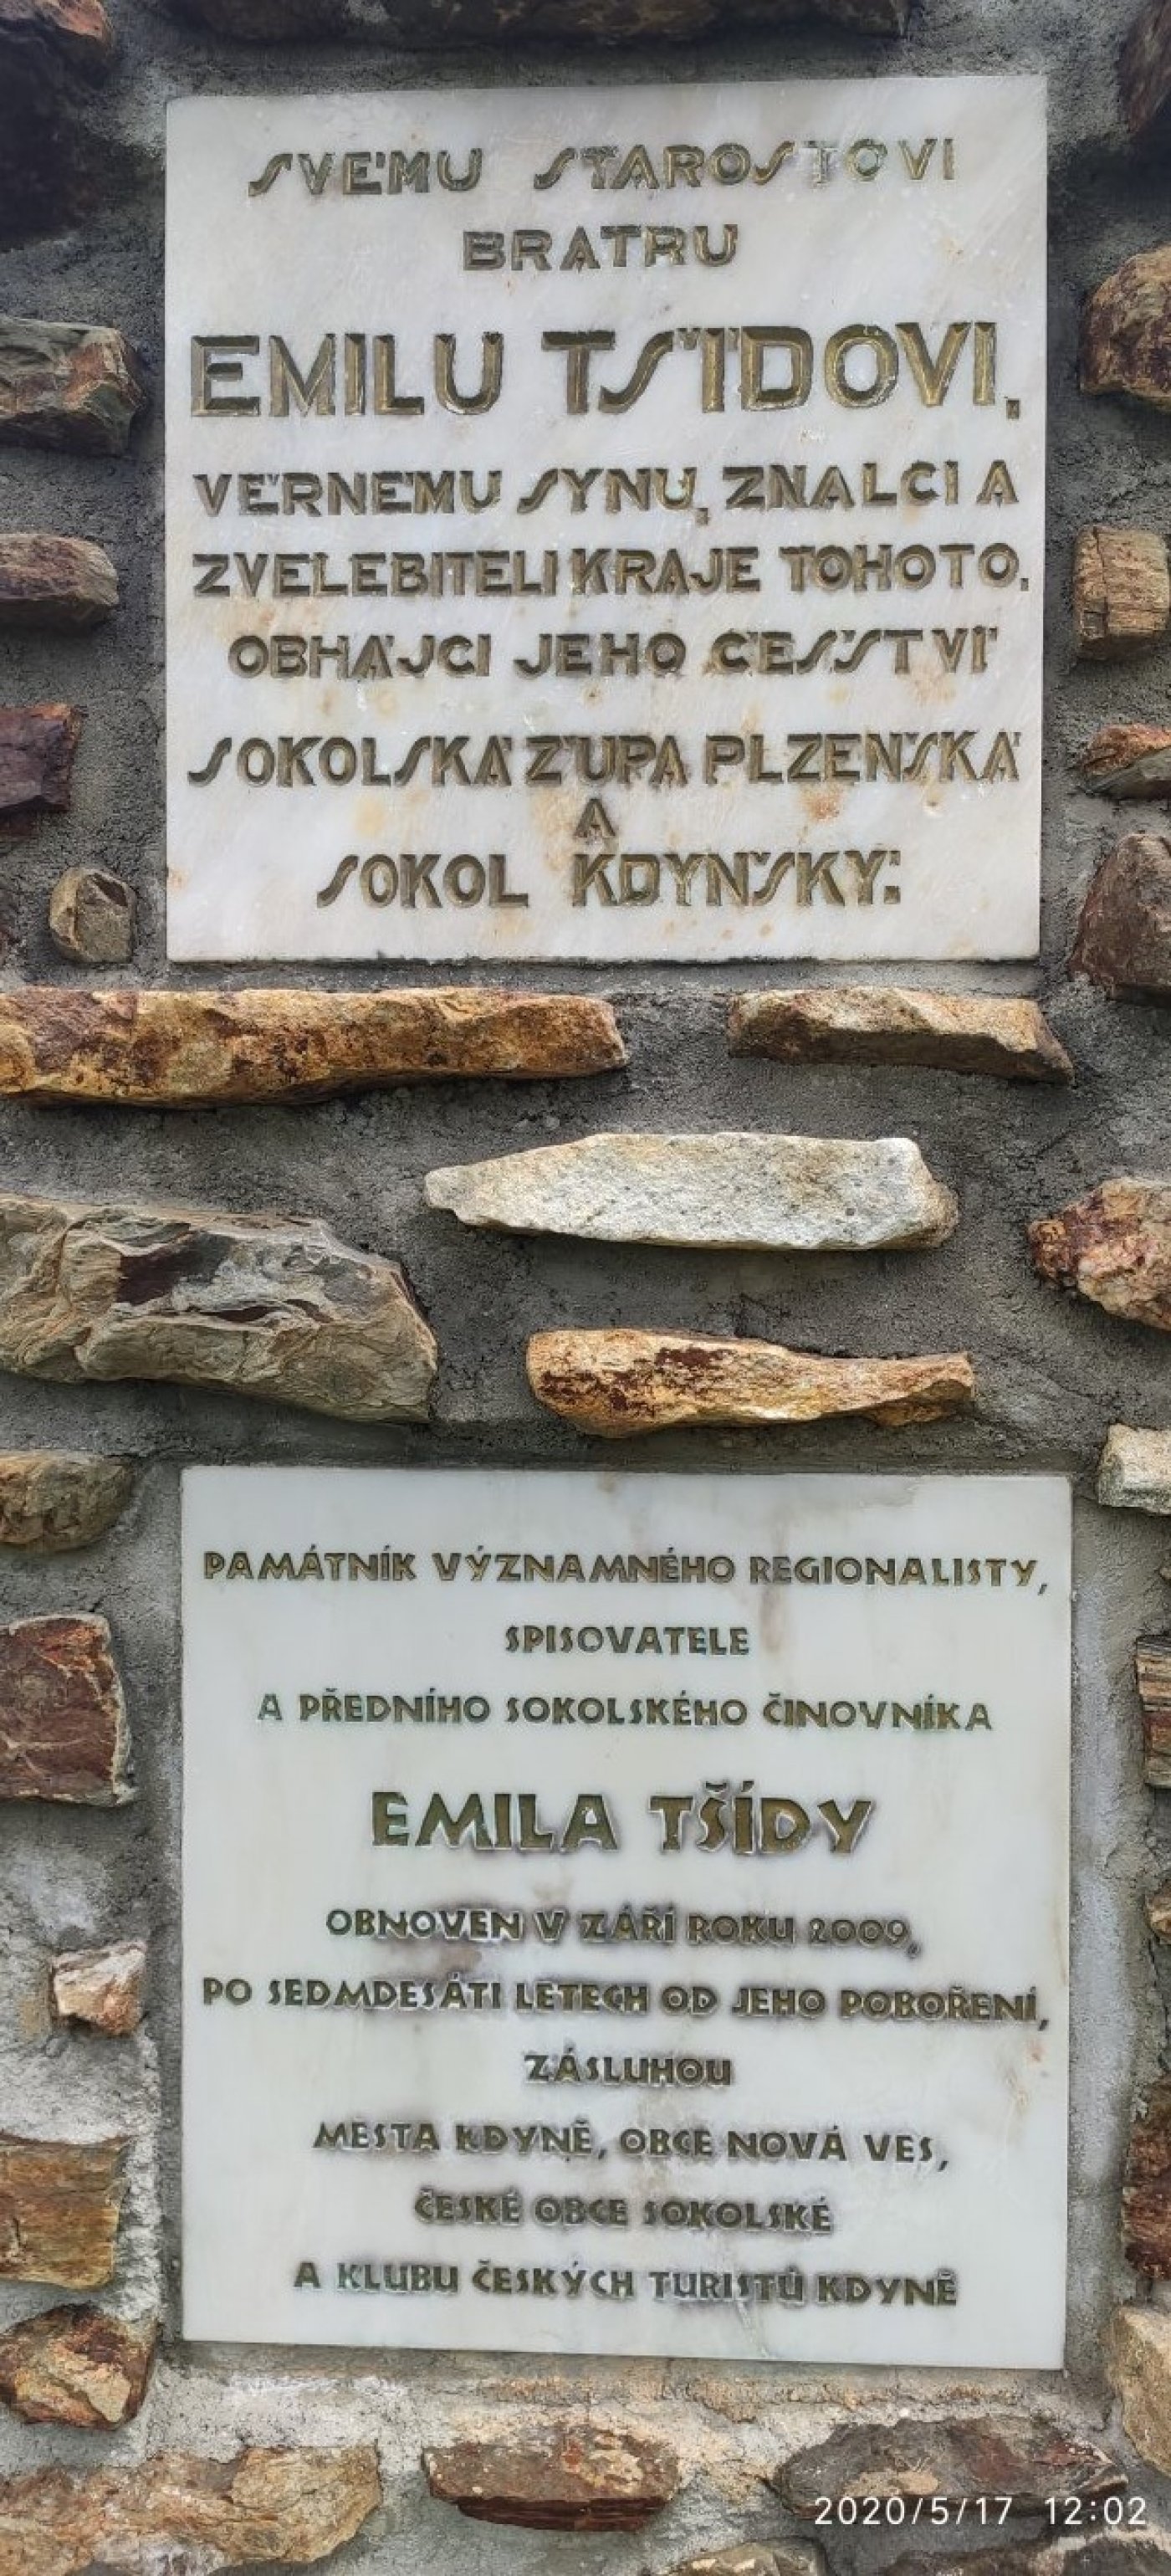 SVÉMU STAROSTOVI
BRATRU
EMILU TŠÍDOVI,
VĚRNÉMU SYNU, ZNALCI A
ZVELEBITELI KRAJE TOHOTO,
OBHÁJCI JEHO ČEŠSTVÍ
SOKOLSKÁ ŽUPA PLZEŇSKÁ
A
SOKOL KDYŇSKÝ.
PAMÁTNÍK VÝZNAMNÉHO REGIONALISTY,
SPISOVATELE
A PŘEDNÍHO SOKOLSKÉHO ČINOVNÍKA
EMILA TŠÍDY
OBNOVEN V ZÁŘÍ ROKU 2009,
PO SEDMDESÁTI LETECH OD JEHO POBOŘENÍ,
ZÁSLUHOU
MĚSTA KDYNĚ, OBCE NOVÁ VES,
ČESKÉ OBCE SOKOLSKÉ
A KLUBU ČESKÝCH TURISTŮ KDYNĚ
2020/5/17 12:02